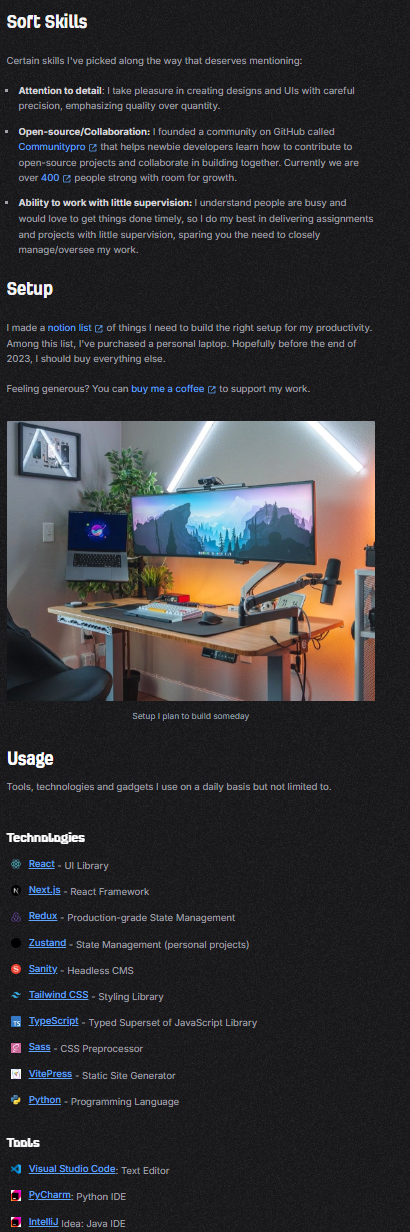 Soft Skills
Certain skills I've picked along the way that deserves mentioning:
Attention to detail: I take pleasure in creating designs and UIs with careful
precision, emphasizing quality over quantity.
Open-source/Collaboration: I founded a community on GitHub called
Communitypro that helps newbie developers learn how to contribute to
open-source projects and collaborate in building together. Currently we are
over 400 people strong with room for growth.
Ability to work with little supervision: I understand people are busy and
would love to get things done timely, so I do my best in delivering assignments
and projects with little supervision, sparing you the need to closely
manage/oversee my work.
Setup
I made a notion list of things I need to build the right setup for my productivity.
Among this list, I've purchased a personal laptop. Hopefully before the end of
2023, I should buy everything else.
Feeling generous? You can buy me a coffee to support my work.
Setup I plan to build someday
Usage
Tools, technologies and gadgets I use on a daily basis but not limited to.
Technologies
React - UI Library
Next.js - React Framework
Redux - Production-grade State Management
Zustand - State Management (personal projects)
Sanity - Headless CMS
Tailwind CSS - Styling Library
TypeScript - Typed Superset of JavaScript Library
Sass - CSS Preprocessor
VitePress - Static Site Generator
Python - Programming Language
Tools
Visual Studio Code: Text Editor
PyCharm: Python IDE
IntelliJ Idea: Java IDE